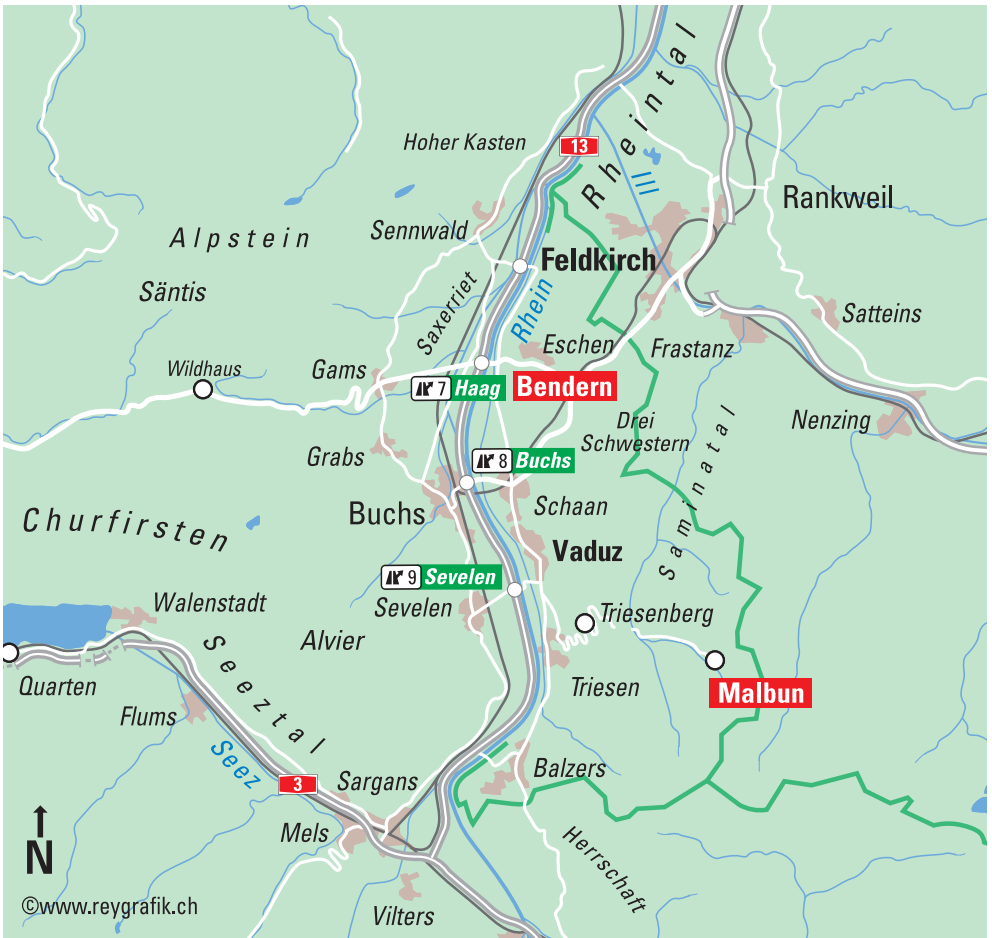 Rheintal
Hoher Kasten
13
Ill
Rankweil
Sennwald
Alpstein
Feldkirch
Säntis
Saxerriet
Rhein
Satteins
Eschen
Frastanz
Wildhaus
Gams
7 Haag
Bendern
Drei
Schwestern
Nenzing
Grabs
8 Buchs
Saminatal
Buchs
Schaan
Churfirsten
Vaduz
9 Sevelen
Sevelen
Walenstadt
Triesenberg
Alvier
Seeztal
Quarten
Triesen
Malbun
Flums
Seez
3
Sargans
Balzers
Mels
Herrschaft
N
©www.reygrafik.ch
Vilters